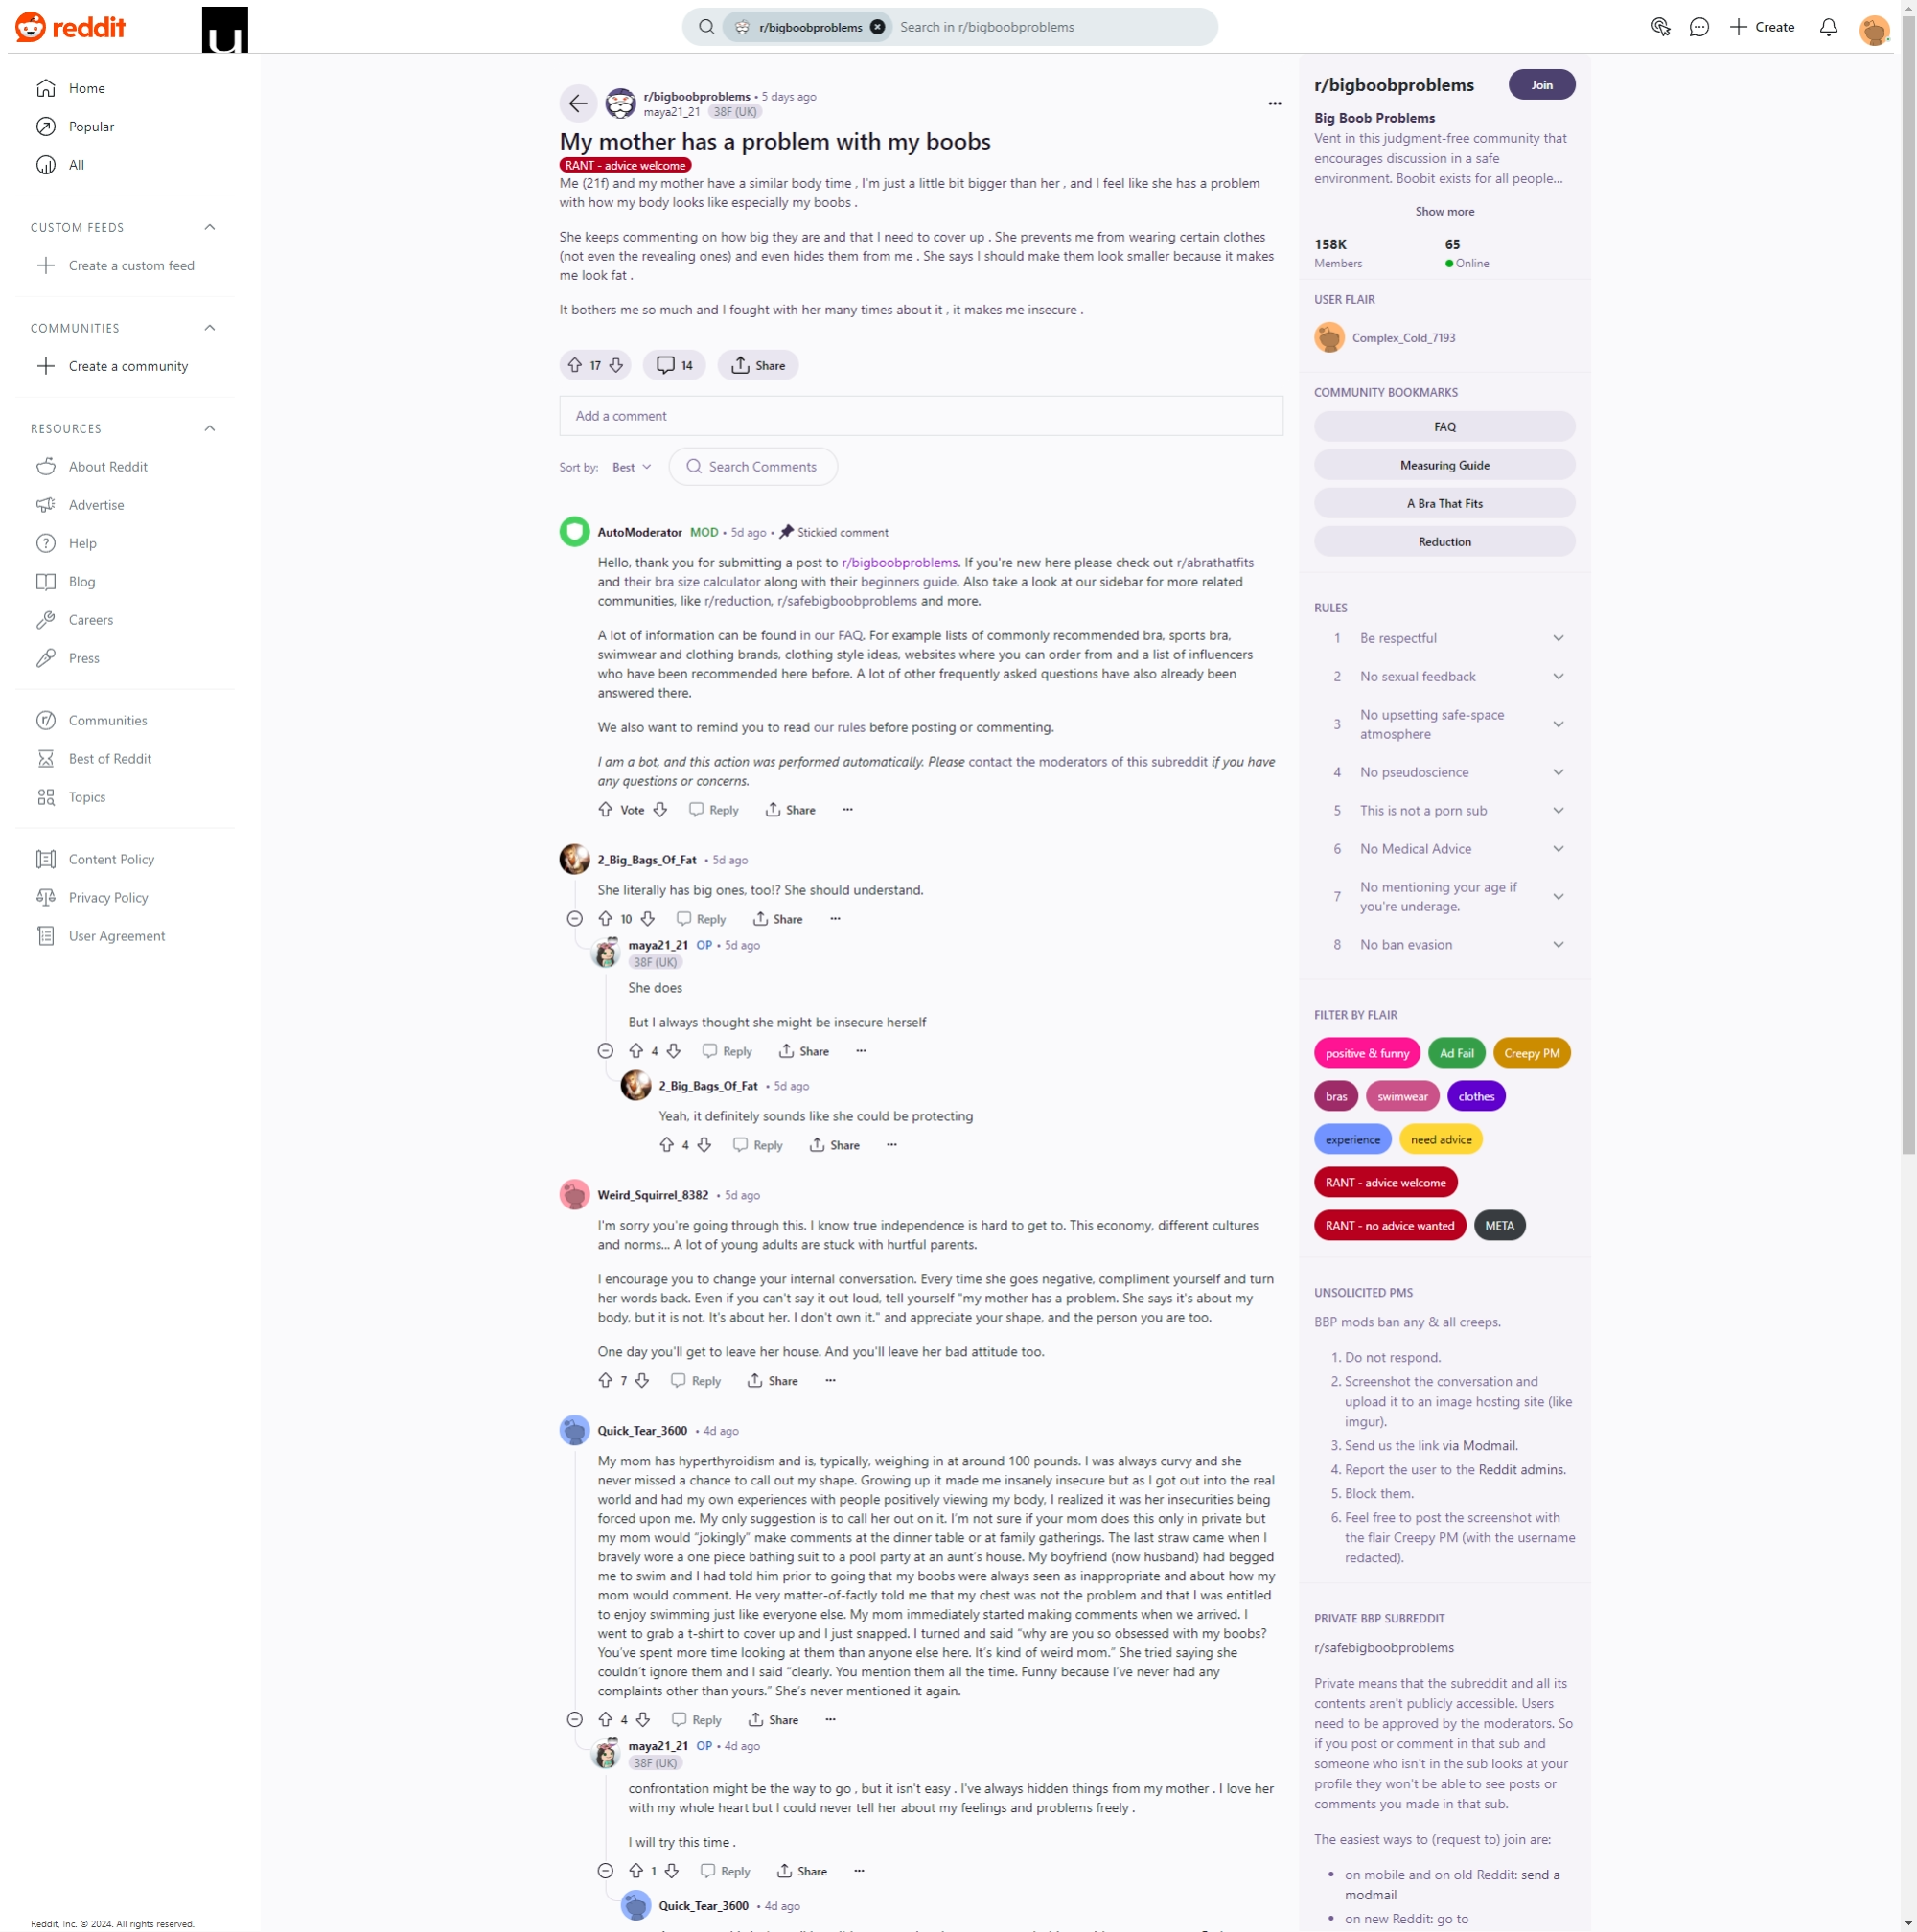 reddit
u
r/bigboobproblems
Search in r/bigboobproblems
Create
Home
Popular
All
CUSTOM FEEDS
Create a custom feed
COMMUNITIES
Create a community
RESOURCES
About Reddit
Advertise
Help
Blog
Careers
Press
Communities
Best of Reddit
Topics
Content Policy
Privacy Policy
User Agreement
Reddit, Inc. © 2024. All rights reserved.
r/bigboobproblems • 5 days ago
maya21_21 38F (UK)
My mother has a problem with my boobs
RANT - advice welcome
Me (21f) and my mother have a similar body time , I'm just a little bit bigger than her , and I feel like she has a problem
with how my body looks like especially my boobs .
She keeps commenting on how big they are and that I need to cover up . She prevents me from wearing certain clothes
(not even the revealing ones) and even hides them from me . She says I should make them look smaller because it makes
me look fat .
It bothers me so much and I fought with her many times about it , it makes me insecure .
17 14 Share
Add a comment
Sort by: Best Search Comments
AutoModerator MOD • 5d ago • Stickied comment
Hello, thank you for submitting a post to r/bigboobproblems. If you're new here please check out r/abrathatfits
and their bra size calculator along with their beginners guide. Also take a look at our sidebar for more related
communities, like r/reduction, r/safebigboobproblems and more.
A lot of information can be found in our FAQ. For example lists of commonly recommended bra, sports bra,
swimwear and clothing brands, clothing style ideas, websites where you can order from and a list of influencers
who have been recommended here before. A lot of other frequently asked questions have also already been
answered there.
We also want to remind you to read our rules before posting or commenting.
I am a bot, and this action was performed automatically. Please contact the moderators of this subreddit if you have
any questions or concerns.
Vote Reply Share
2_Big_Bags_Of_Fat • 5d ago
She literally has big ones, too!? She should understand.
10 Reply Share
maya21_21 OP • 5d ago
38F (UK)
She does
But I always thought she might be insecure herself
4 Reply Share
2_Big_Bags_Of_Fat • 5d ago
Yeah, it definitely sounds like she could be protecting
4 Reply Share
Weird_Squirrel_8382 • 5d ago
I'm sorry you're going through this. I know true independence is hard to get to. This economy, different cultures
and norms... A lot of young adults are stuck with hurtful parents.
I encourage you to change your internal conversation. Every time she goes negative, compliment yourself and turn
her words back. Even if you can't say it out loud, tell yourself "my mother has a problem. She says it's about my
body, but it is not. It's about her. I don't own it." and appreciate your shape, and the person you are too.
One day you'll get to leave her house. And you'll leave her bad attitude too.
7 Reply Share
Quick_Tear_3600 • 4d ago
My mom has hyperthyroidism and is, typically, weighing in at around 100 pounds. I was always curvy and she
never missed a chance to call out my shape. Growing up it made me insanely insecure but as I got out into the real
world and had my own experiences with people positively viewing my body, I realized it was her insecurities being
forced upon me. My only suggestion is to call her out on it. I'm not sure if your mom does this only in private but
my mom would "jokingly" make comments at the dinner table or at family gatherings. The last straw came when I
bravely wore a one piece bathing suit to a pool party at an aunt's house. My boyfriend (now husband) had begged
me to swim and I had told him prior to going that my boobs were always seen as inappropriate and about how my
mom would comment. He very matter-of-factly told me that my chest was not the problem and that I was entitled
to enjoy swimming just like everyone else. My mom immediately started making comments when we arrived. I
went to grab a t-shirt to cover up and I just snapped. I turned and said "why are you so obsessed with my boobs?
You've spent more time looking at them than anyone else here. It's kind of weird mom." She tried saying she
couldn't ignore them and I said "clearly. You mention them all the time. Funny because I've never had any
complaints other than yours." She's never mentioned it again.
4 Reply Share
maya21_21 OP • 4d ago
38F (UK)
confrontation might be the way to go , but it isn't easy . I've always hidden things from my mother . I love her
with my whole heart but I could never tell her about my feelings and problems freely .
I will try this time .
1 Reply Share
Quick_Tear_3600 • 4d ago
r/bigboobproblems Join
Big Boob Problems
Vent in this judgment-free community that
encourages discussion in a safe
environment. Boobit exists for all people...
Show more
158K 65
Members Online
USER FLAIR
Complex_Cold_7193
COMMUNITY BOOKMARKS
FAQ
Measuring Guide
A Bra That Fits
Reduction
RULES
1 Be respectful
2 No sexual feedback
3 No upsetting safe-space
atmosphere
4 No pseudoscience
5 This is not a porn sub
6 No Medical Advice
7 No mentioning your age if
you're underage.
8 No ban evasion
FILTER BY FLAIR
positive & funny Ad Fail Creepy PM
bras swimwear clothes
experience need advice
RANT - advice welcome
RANT - no advice wanted META
UNSOLICITED PMS
BBP mods ban any & all creeps.
1. Do not respond.
2. Screenshot the conversation and
upload it to an image hosting site (like
imgur).
3. Send us the link via Modmail.
4. Report the user to the Reddit admins.
5. Block them.
6. Feel free to post the screenshot with
the flair Creepy PM (with the username
redacted).
PRIVATE BBP SUBREDDIT
r/safebigboobproblems
Private means that the subreddit and all its
contents aren't publicly accessible. Users
need to be approved by the moderators. So
if you post or comment in that sub and
someone who isn't in the sub looks at your
profile they won't be able to see posts or
comments you made in that sub.
The easiest ways to (request to) join are:
• on mobile and on old Reddit: send a
modmail
• on new Reddit: go to